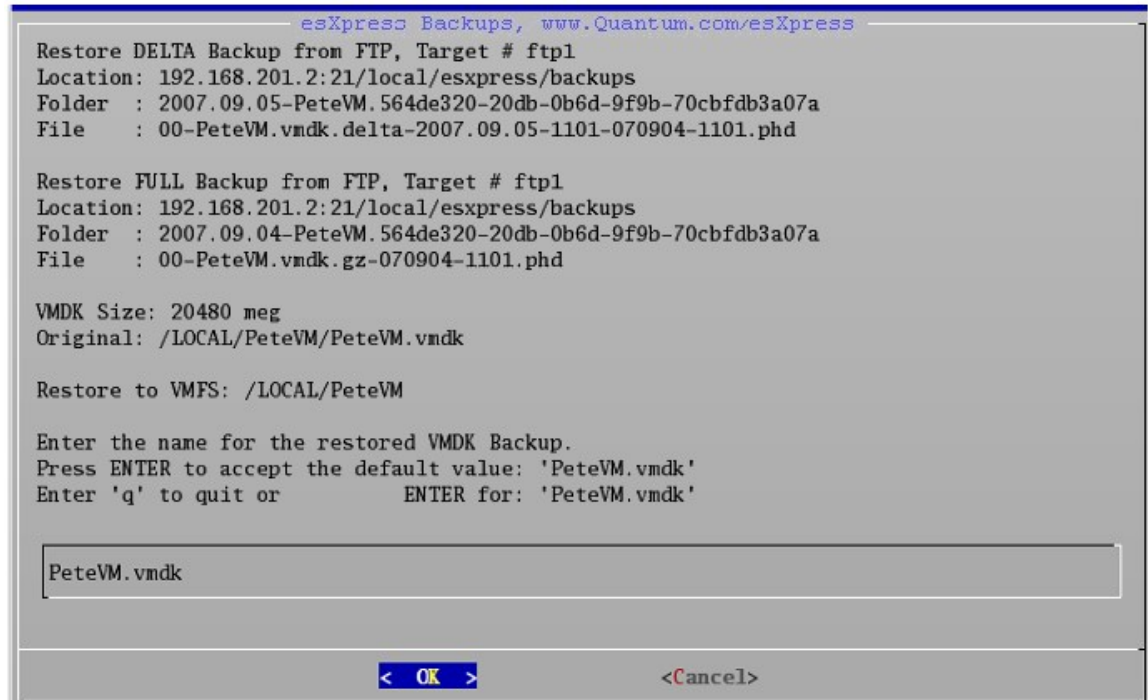 esXpress Backups, www.Quantum.com/esXpress
Restore DELTA Backup from FTP, Target # ftp1
Location: 192.168.201.2:21/local/esxpress/backups
Folder  : 2007.09.05-PeteVM.564de320-20db-0b6d-9f9b-70cbfdb3a07a
File    : 00-PeteVM.vmdk.delta-2007.09.05-1101-070904-1101.phd
Restore FULL Backup from FTP, Target # ftp1
Location: 192.168.201.2:21/local/esxpress/backups
Folder  : 2007.09.04-PeteVM.564de320-20db-0b6d-9f9b-70cbfdb3a07a
File    : 00-PeteVM.vmdk.gz-070904-1101.phd
VMDK Size: 20480 meg
Original: /LOCAL/PeteVM/PeteVM.vmdk
Restore to VMFS: /LOCAL/PeteVM
Enter the name for the restored VMDK Backup.
Press ENTER to accept the default value: 'PeteVM.vmdk'
Enter 'q' to quit or          ENTER for: 'PeteVM.vmdk'
PeteVM.vmdk
<  OK  > <Cancel>